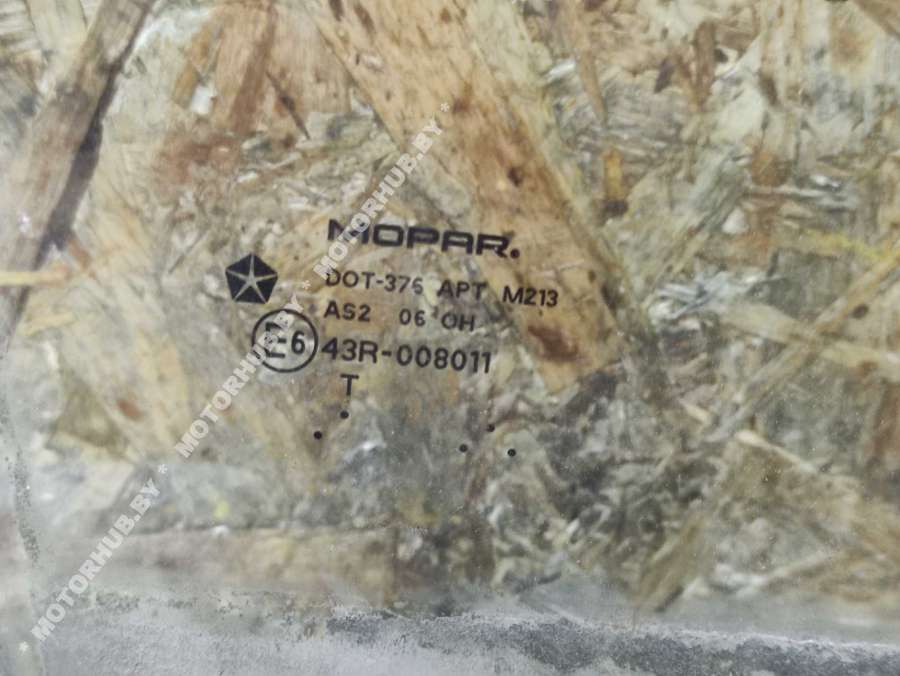 MOPAR.
DOT-376 APT M213
AS2 06 OH
E6 43R-008011
T
* MOTORHUB.BY * MOTORHUB.BY * MOTORHUB.BY *